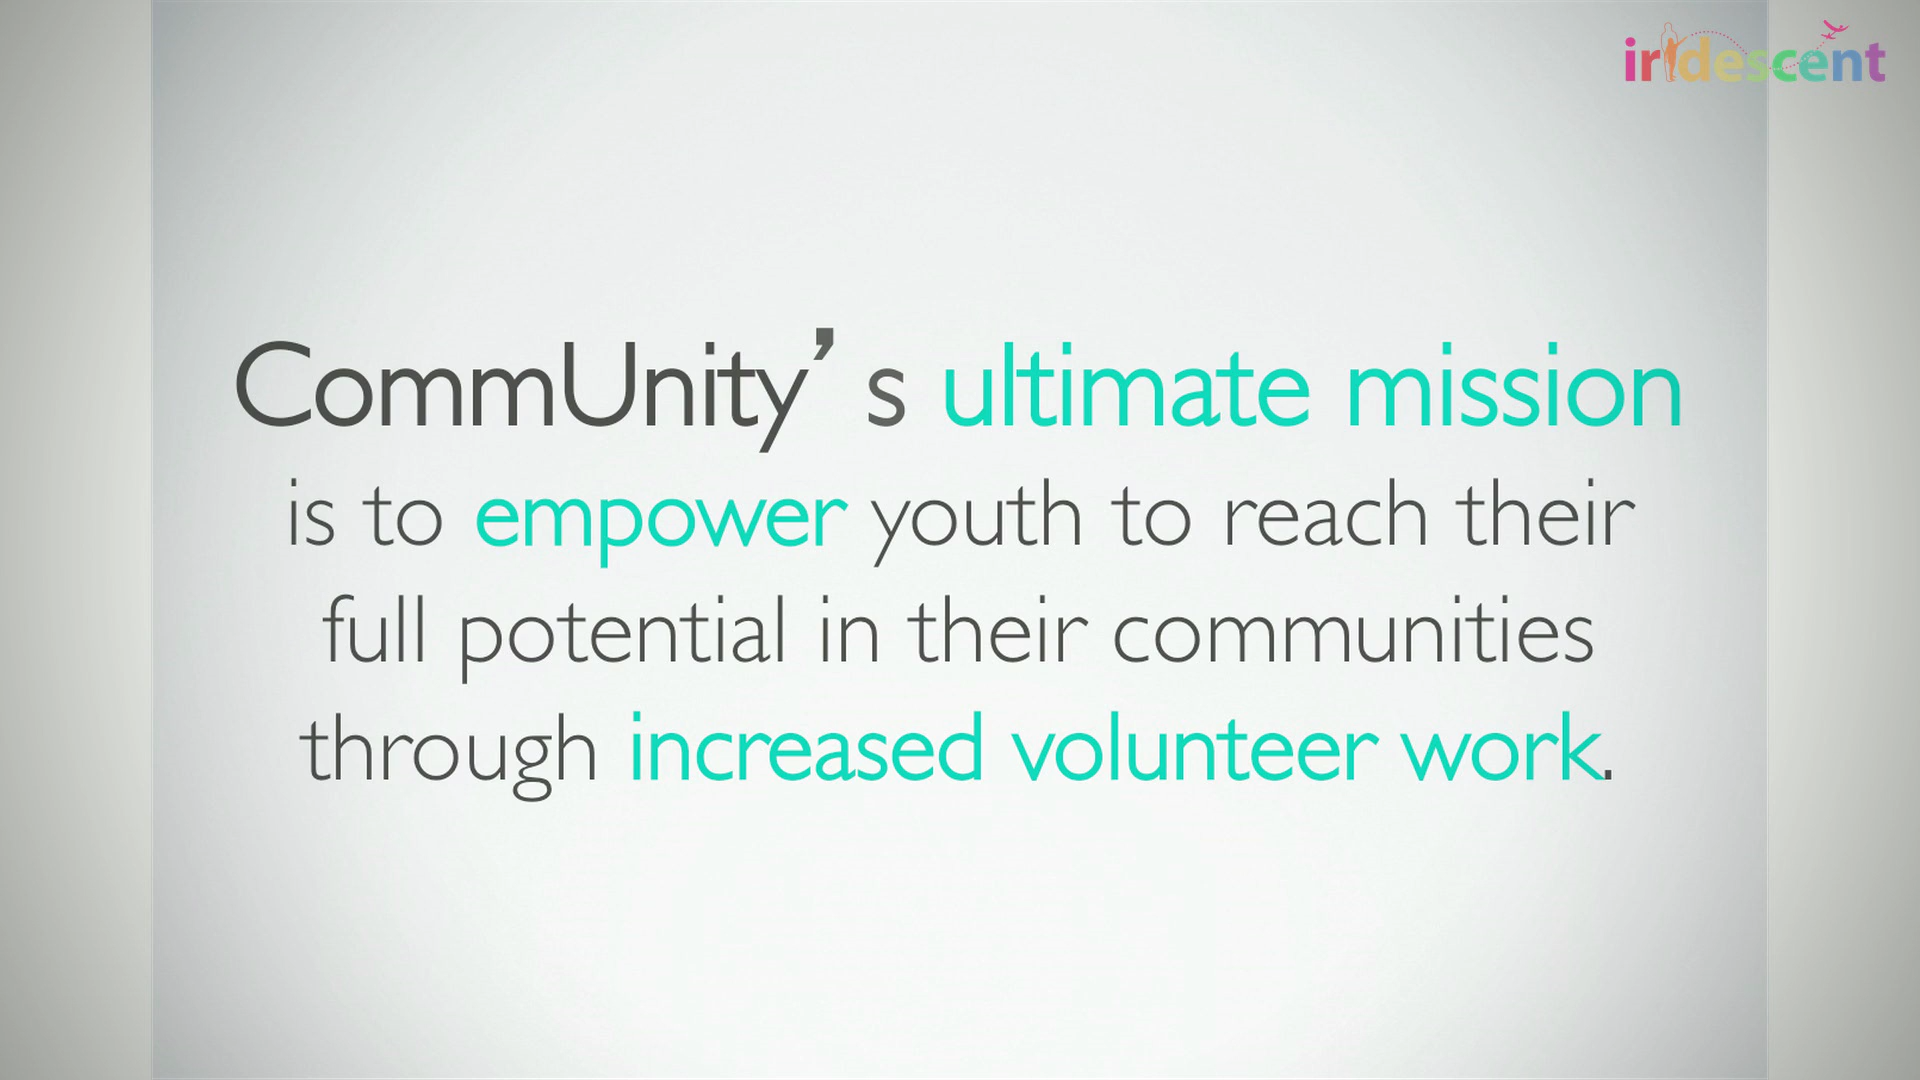 iridescent
CommUnity’s ultimate mission
is to empower youth to reach their
full potential in their communities
through increased volunteer work.